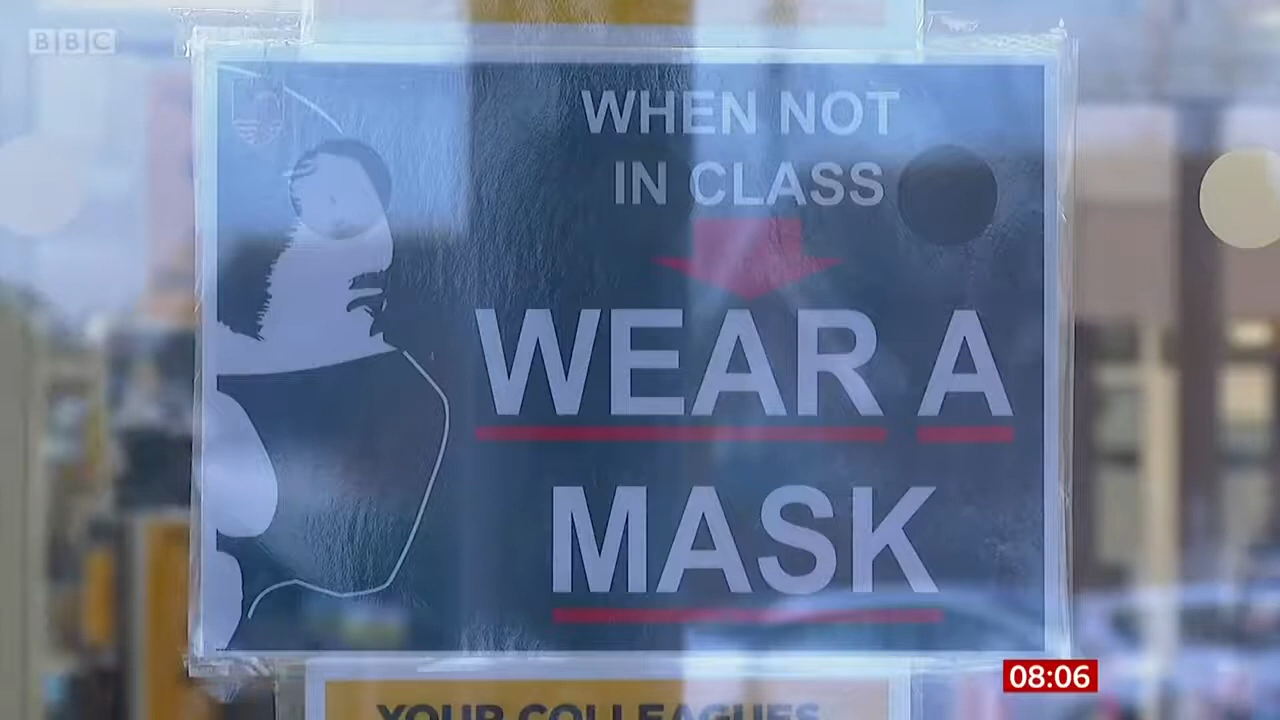 BBC
WHEN NOT
IN CLASS
WEAR A
MASK
08:06
YOUR COLLEAGUES